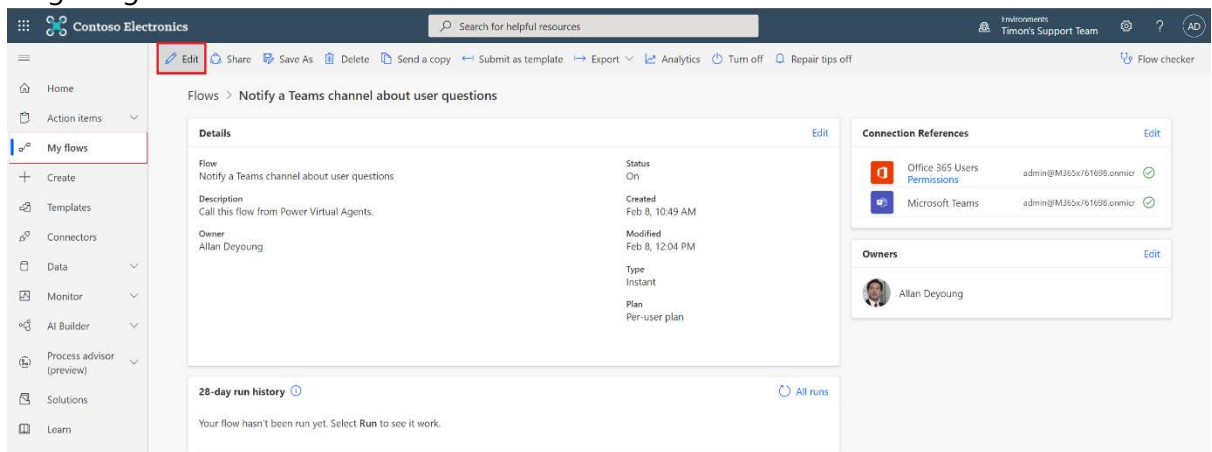 Contoso Electronics
Search for helpful resources
Environments
Timon's Support Team
?
AD
Edit Share Save As Delete Send a copy Submit as template Export Analytics Turn off Repair tips off Flow checker
Home
Action items
My flows
Create
Templates
Connectors
Data
Monitor
AI Builder
Process advisor
(preview)
Solutions
Learn
Flows > Notify a Teams channel about user questions
Details Edit
Flow
Notify a Teams channel about user questions
Description
Call this flow from Power Virtual Agents.
Owner
Allan Deyoung
Status
On
Created
Feb 8, 10:49 AM
Modified
Feb 8, 12:04 PM
Type
Instant
Plan
Per-user plan
Connection References Edit
Office 365 Users admin@M365x761698.onmicr
Permissions
Microsoft Teams admin@M365x761698.onmicr
Owners Edit
Allan Deyoung
28-day run history All runs
Your flow hasn't been run yet. Select Run to see it work.